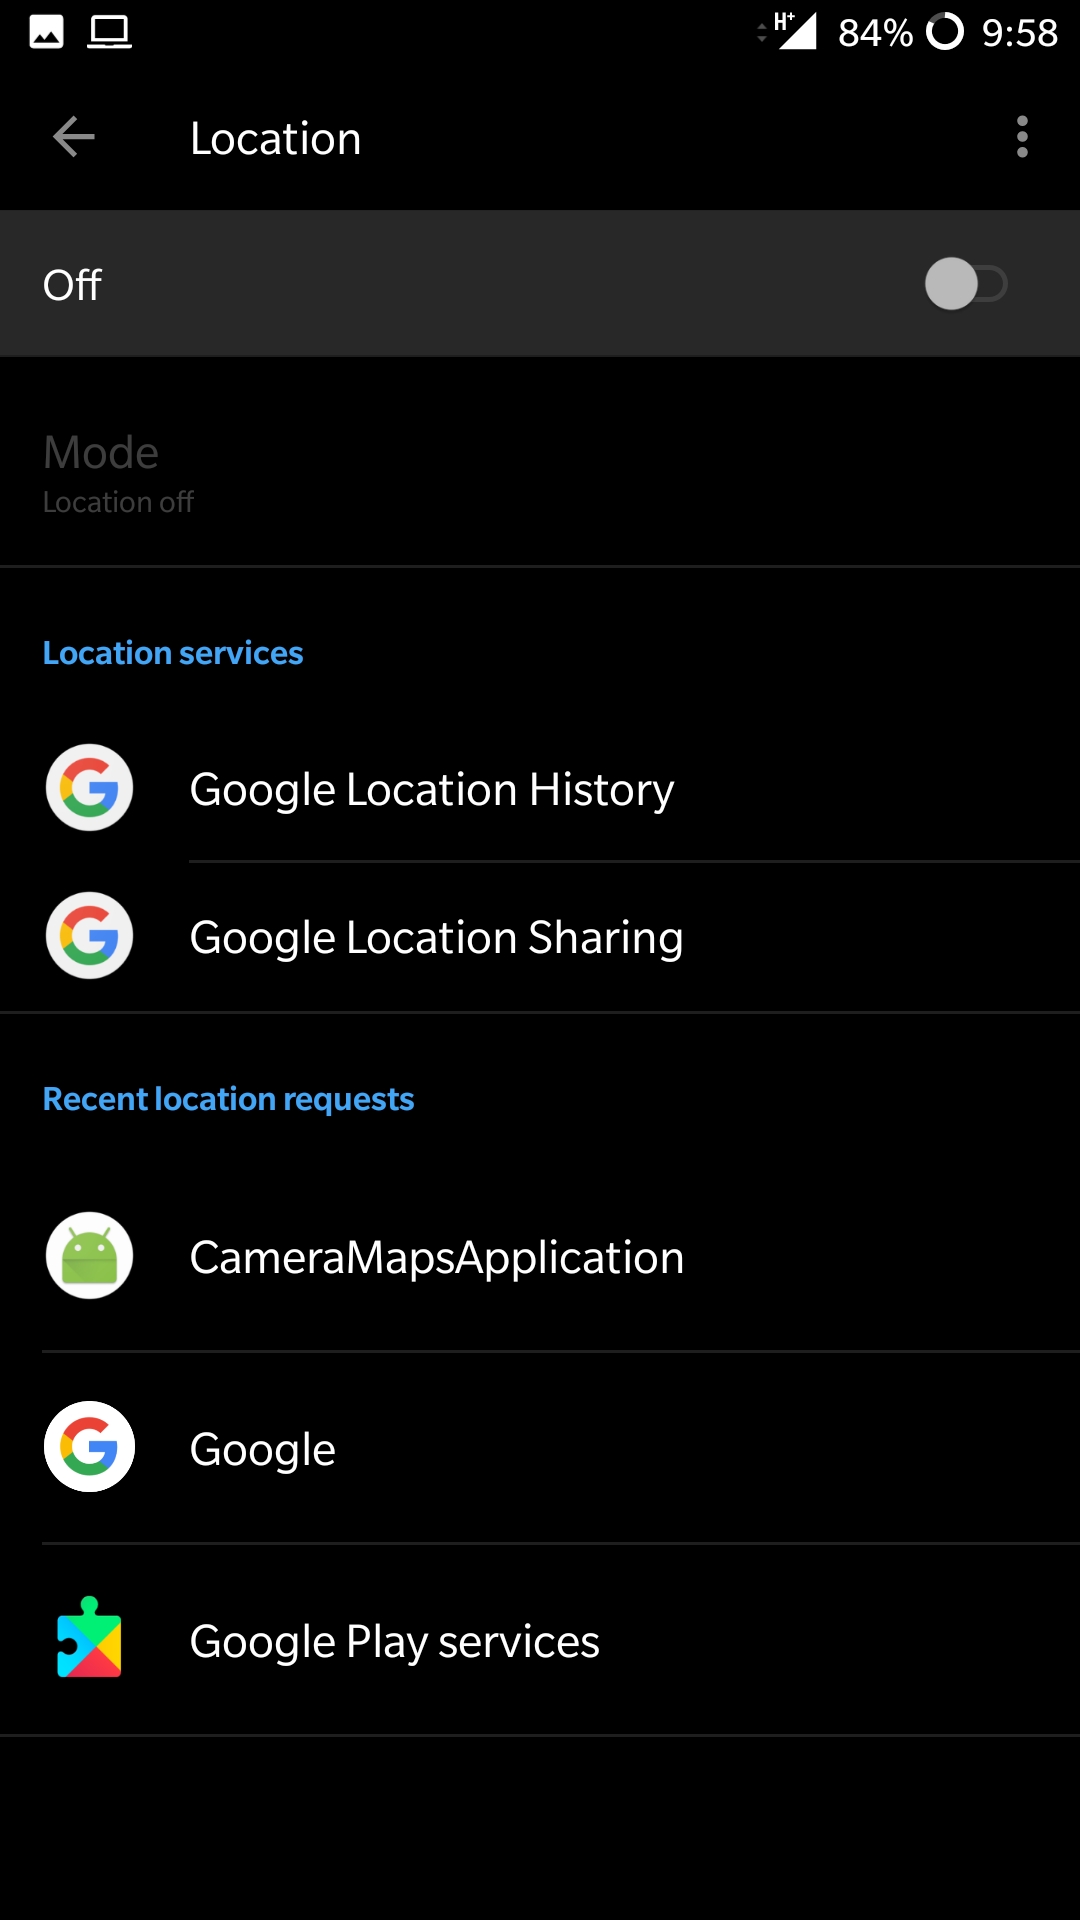 H+ 84% 9:58
Location
Off
Mode
Location off
Location services
Google Location History
Google Location Sharing
Recent location requests
CameraMapsApplication
Google
Google Play services